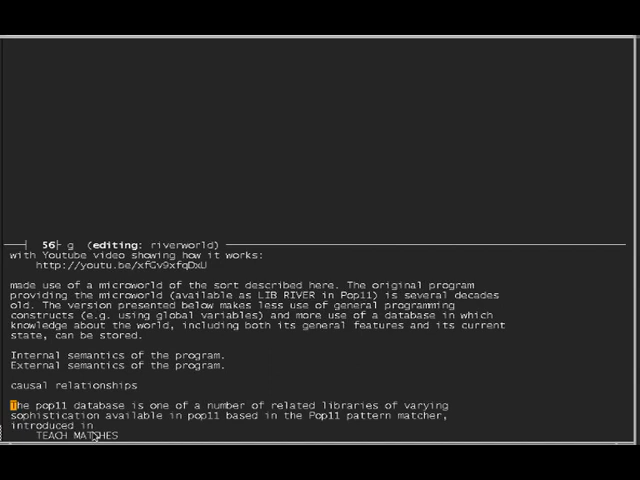 56 g (editing: riverworld)
with Youtube video showing how it works:
http://youtu.be/xfGv9xfqDxU
made use of a microworld of the sort described here. The original program
providing the microworld (available as LIB RIVER in Pop11) is several decades
old. The version presented below makes less use of general programming
constructs (e.g. using global variables) and more use of a database in which
knowledge about the world, including both its general features and its current
state, can be stored.
Internal semantics of the program.
External semantics of the program.
causal relationships
The pop11 database is one of a number of related libraries of varying
sophistication available in pop11 based in the Pop11 pattern matcher,
introduced in
TEACH MATCHES